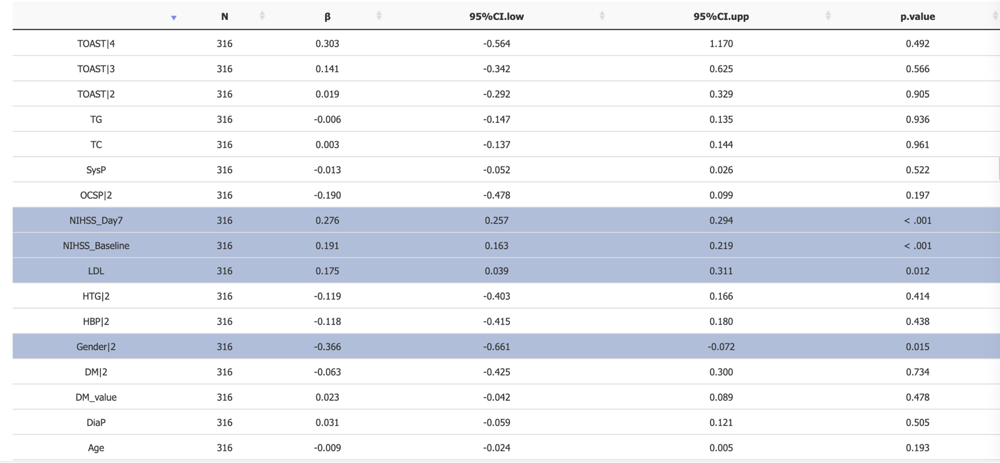 N β 95%CI.low 95%CI.upp p.value
TOAST|4 316 0.303 -0.564 1.170 0.492
TOAST|3 316 0.141 -0.342 0.625 0.566
TOAST|2 316 0.019 -0.292 0.329 0.905
TG 316 -0.006 -0.147 0.135 0.936
TC 316 0.003 -0.137 0.144 0.961
SysP 316 -0.013 -0.052 0.026 0.522
OCSP|2 316 -0.190 -0.478 0.099 0.197
NIHSS_Day7 316 0.276 0.257 0.294 < .001
NIHSS_Baseline 316 0.191 0.163 0.219 < .001
LDL 316 0.175 0.039 0.311 0.012
HTG|2 316 -0.119 -0.403 0.166 0.414
HBP|2 316 -0.118 -0.415 0.180 0.438
Gender|2 316 -0.366 -0.661 -0.072 0.015
DM|2 316 -0.063 -0.425 0.300 0.734
DM_value 316 0.023 -0.042 0.089 0.478
DiaP 316 0.031 -0.059 0.121 0.505
Age 316 -0.009 -0.024 0.005 0.193